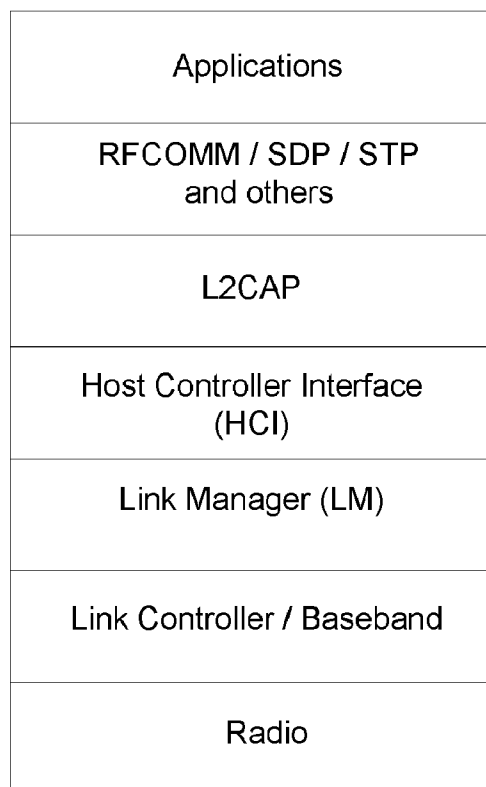 Applications
RFCOMM / SDP / STP
and others
L2CAP
Host Controller Interface
(HCI)
Link Manager (LM)
Link Controller / Baseband
Radio